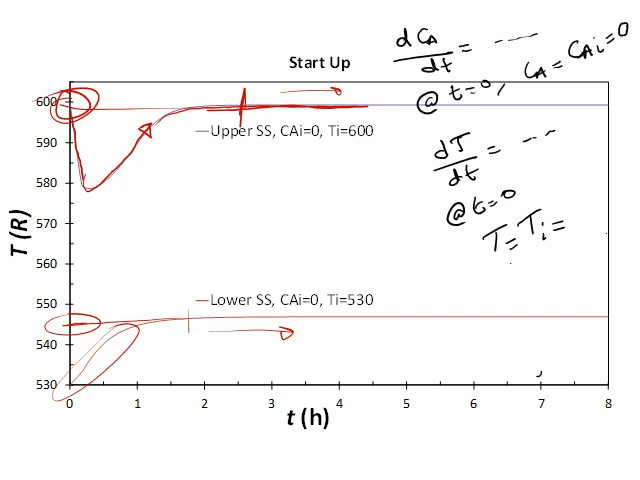 Start Up
dCA
dt = ----
@ t=0, CA = CAi=0
dT
dt = ----
@t=0
T=Ti=
T (R)
600
590
580
570
560
550
540
530
Upper SS, CAi=0, Ti=600
Lower SS, CAi=0, Ti=530
0 1 2 3 4 5 6 7 8
t (h)